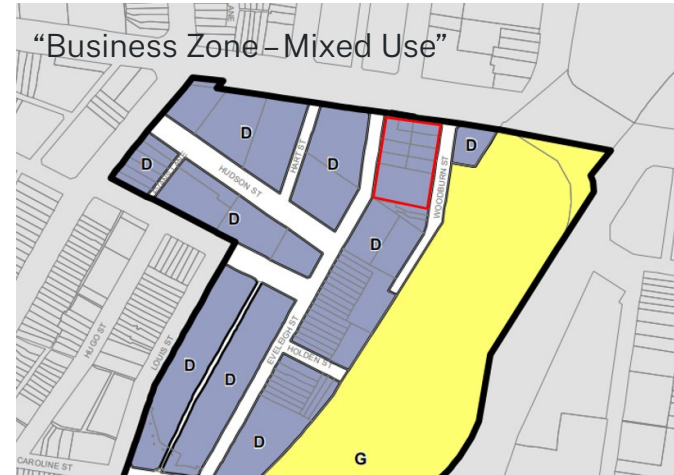 “Business Zone – Mixed Use”
LANE
D
D
D
D
D
HART ST
HUDSON ST
WOODBURN ST
D
D
EVELEIGH ST
HUGO ST
LOUIS ST
HOLDEN ST
D
D
D
G
CAROLINE ST